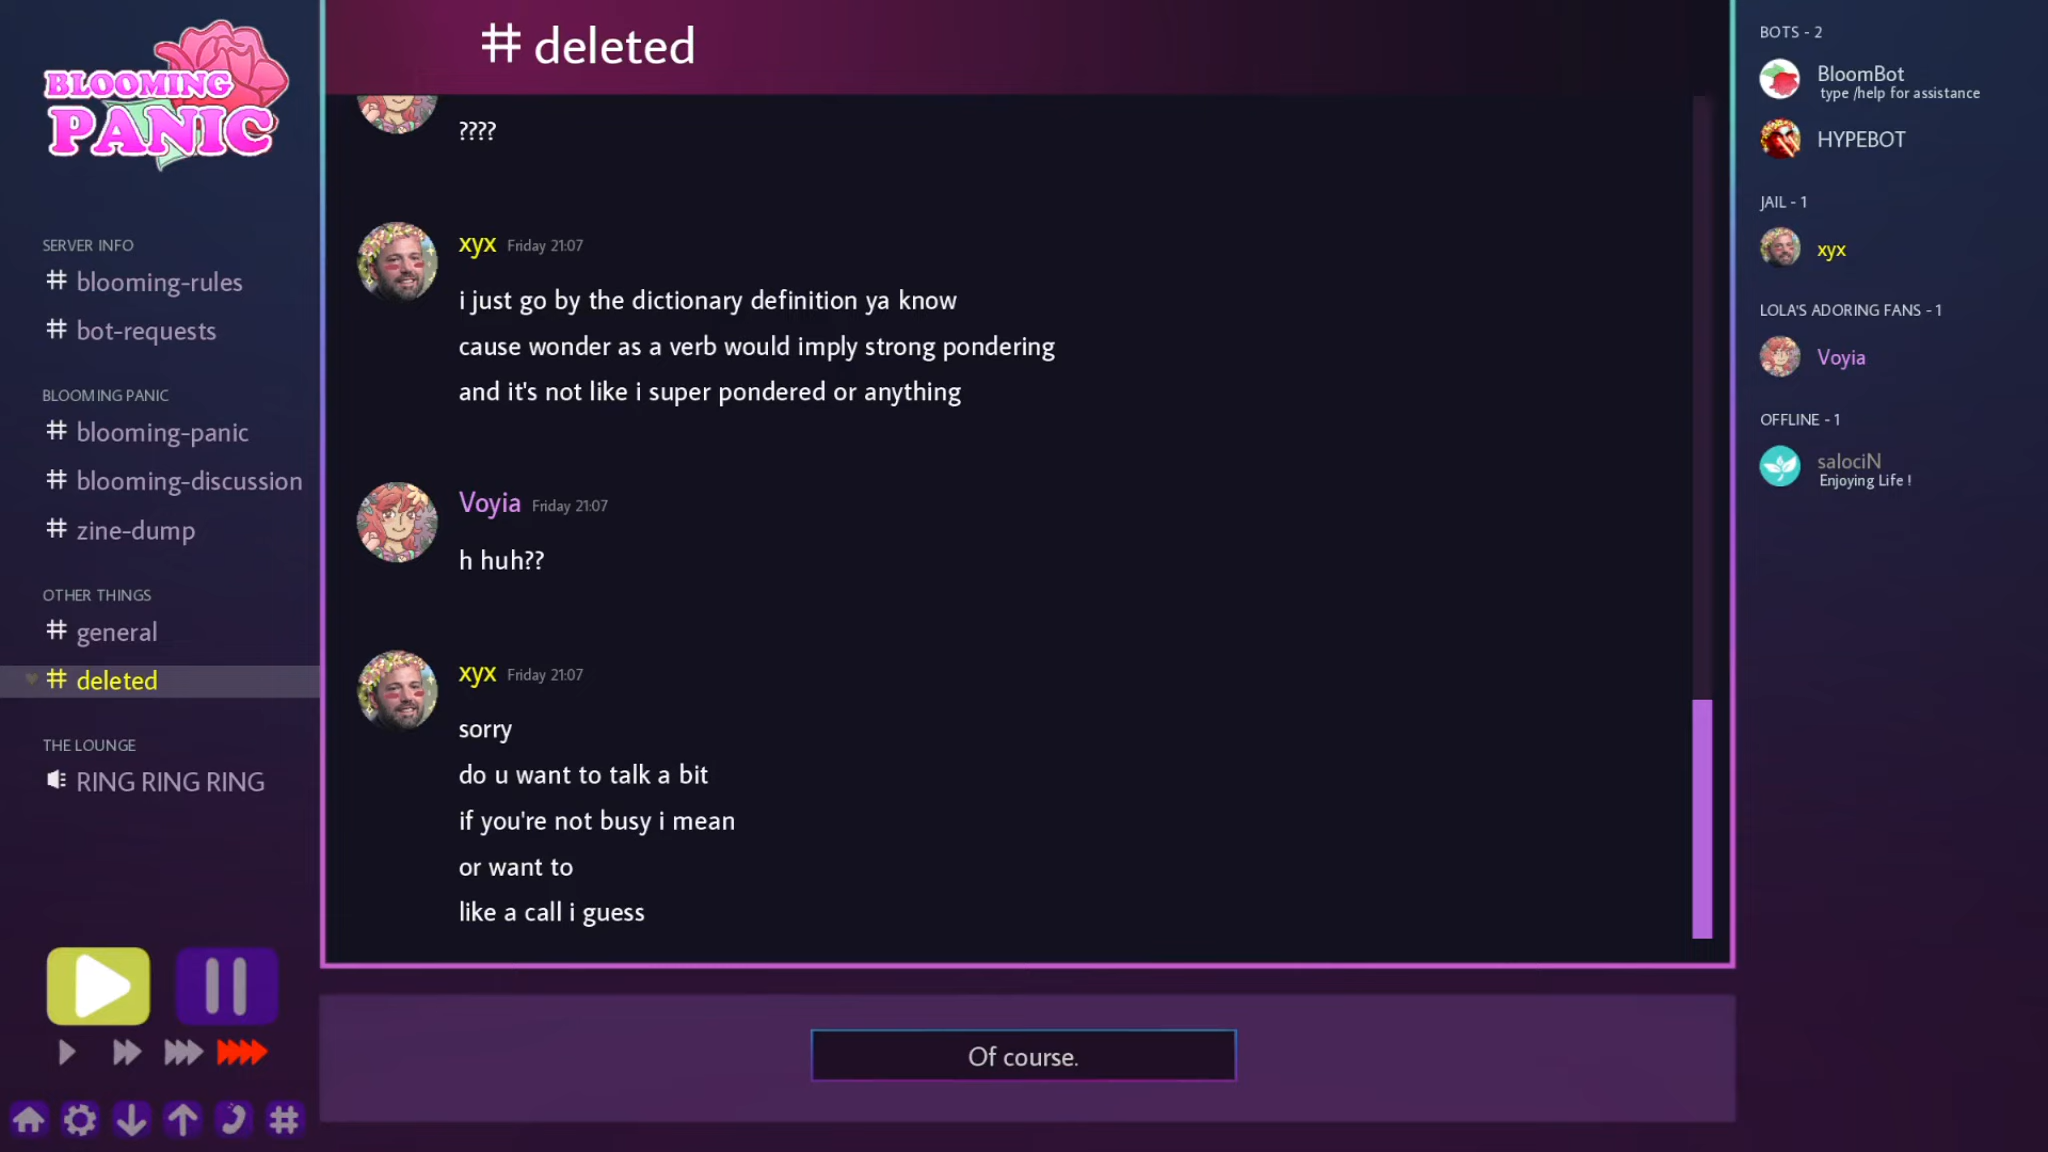 BLOOMING
PANIC
SERVER INFO
# blooming-rules
# bot-requests
BLOOMING PANIC
# blooming-panic
# blooming-discussion
# zine-dump
OTHER THINGS
# general
# deleted
THE LOUNGE
RING RING RING
# deleted
????
xyx Friday 21:07
i just go by the dictionary definition ya know
cause wonder as a verb would imply strong pondering
and it's not like i super pondered or anything
Voyia Friday 21:07
h huh??
xyx Friday 21:07
sorry
do u want to talk a bit
if you're not busy i mean
or want to
like a call i guess
Of course.
BOTS - 2
BloomBot
type /help for assistance
HYPEBOT
JAIL - 1
xyx
LOLA'S ADORING FANS - 1
Voyia
OFFLINE - 1
salociN
Enjoying Life !